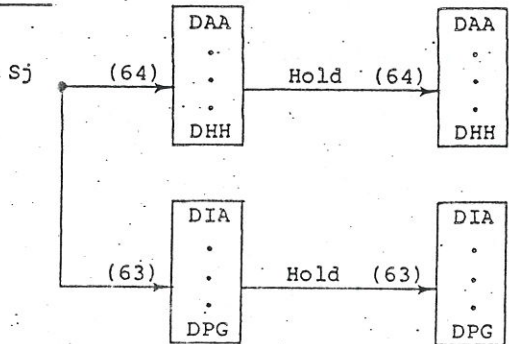 DAA DAA
Sj (64) Hold (64)
DHH DHH
DIA DIA
(63) Hold (63)
DPG DPG